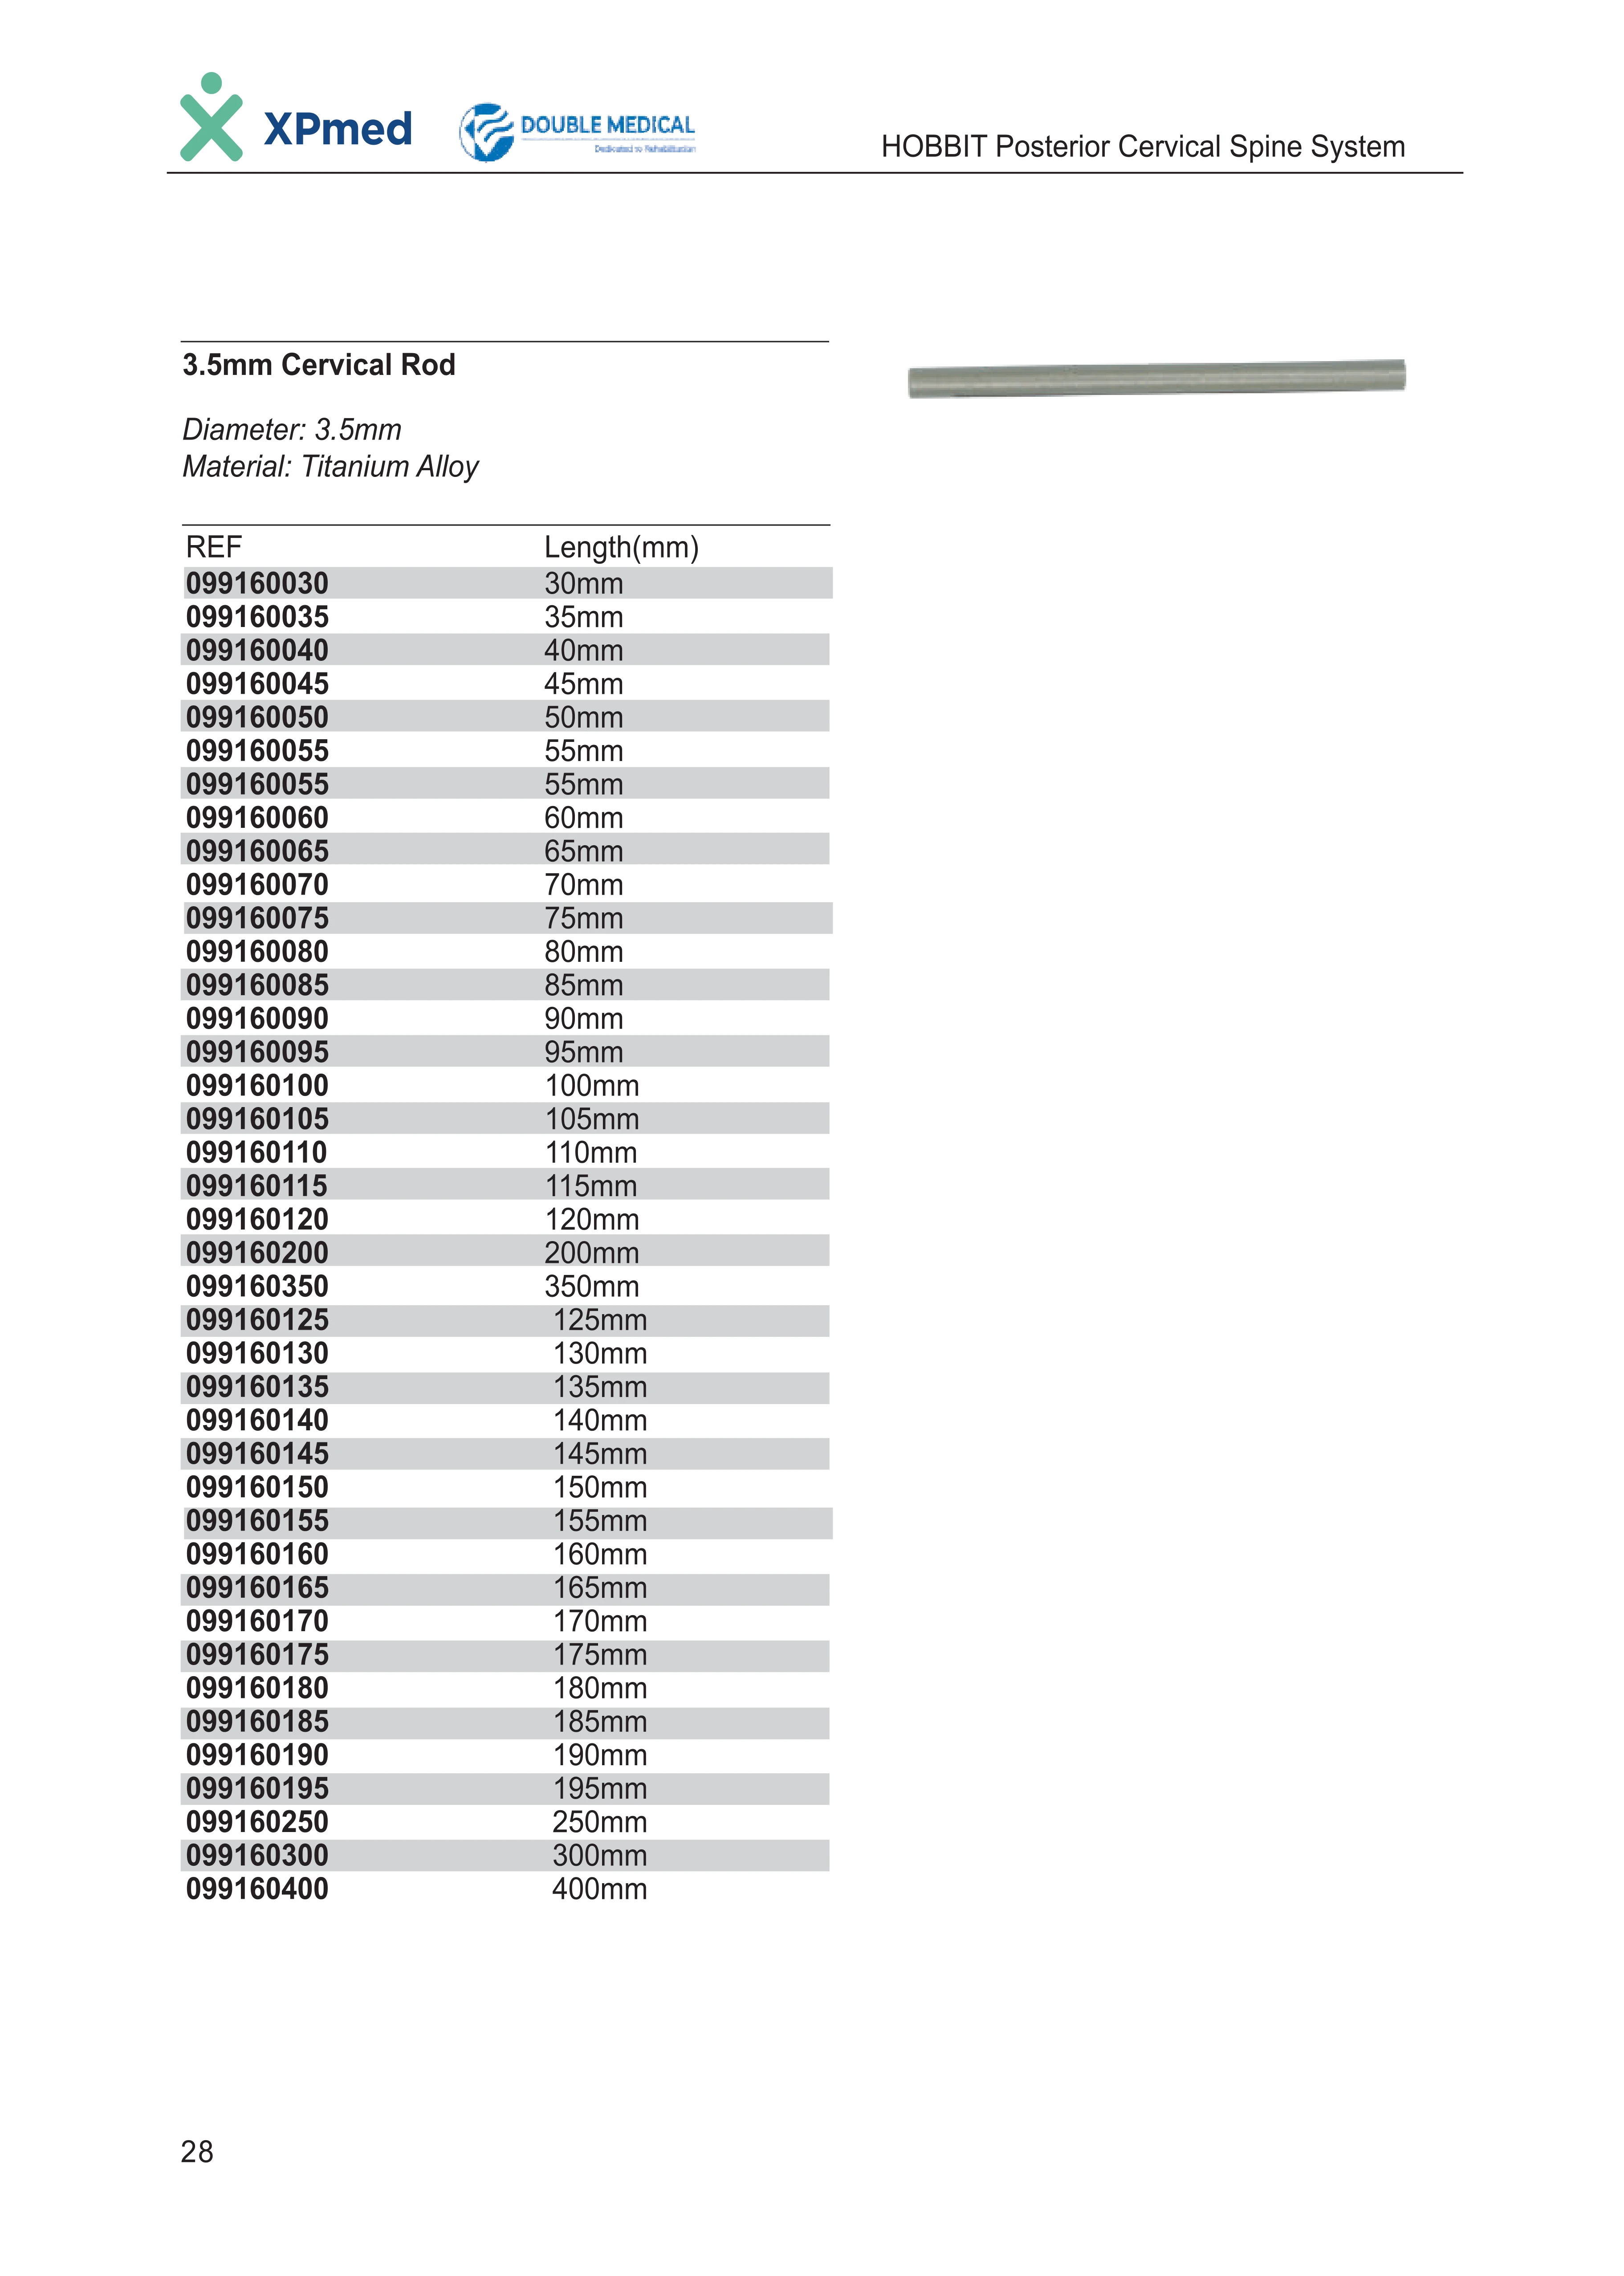 XPmed
DOUBLE MEDICAL
Dedicated to Rehabilitation
HOBBIT Posterior Cervical Spine System
3.5mm Cervical Rod
Diameter: 3.5mm
Material: Titanium Alloy
REF Length(mm)
099160030 30mm
099160035 35mm
099160040 40mm
099160045 45mm
099160050 50mm
099160055 55mm
099160055 55mm
099160060 60mm
099160065 65mm
099160070 70mm
099160075 75mm
099160080 80mm
099160085 85mm
099160090 90mm
099160095 95mm
099160100 100mm
099160105 105mm
099160110 110mm
099160115 115mm
099160120 120mm
099160200 200mm
099160350 350mm
099160125 125mm
099160130 130mm
099160135 135mm
099160140 140mm
099160145 145mm
099160150 150mm
099160155 155mm
099160160 160mm
099160165 165mm
099160170 170mm
099160175 175mm
099160180 180mm
099160185 185mm
099160190 190mm
099160195 195mm
099160250 250mm
099160300 300mm
099160400 400mm
28